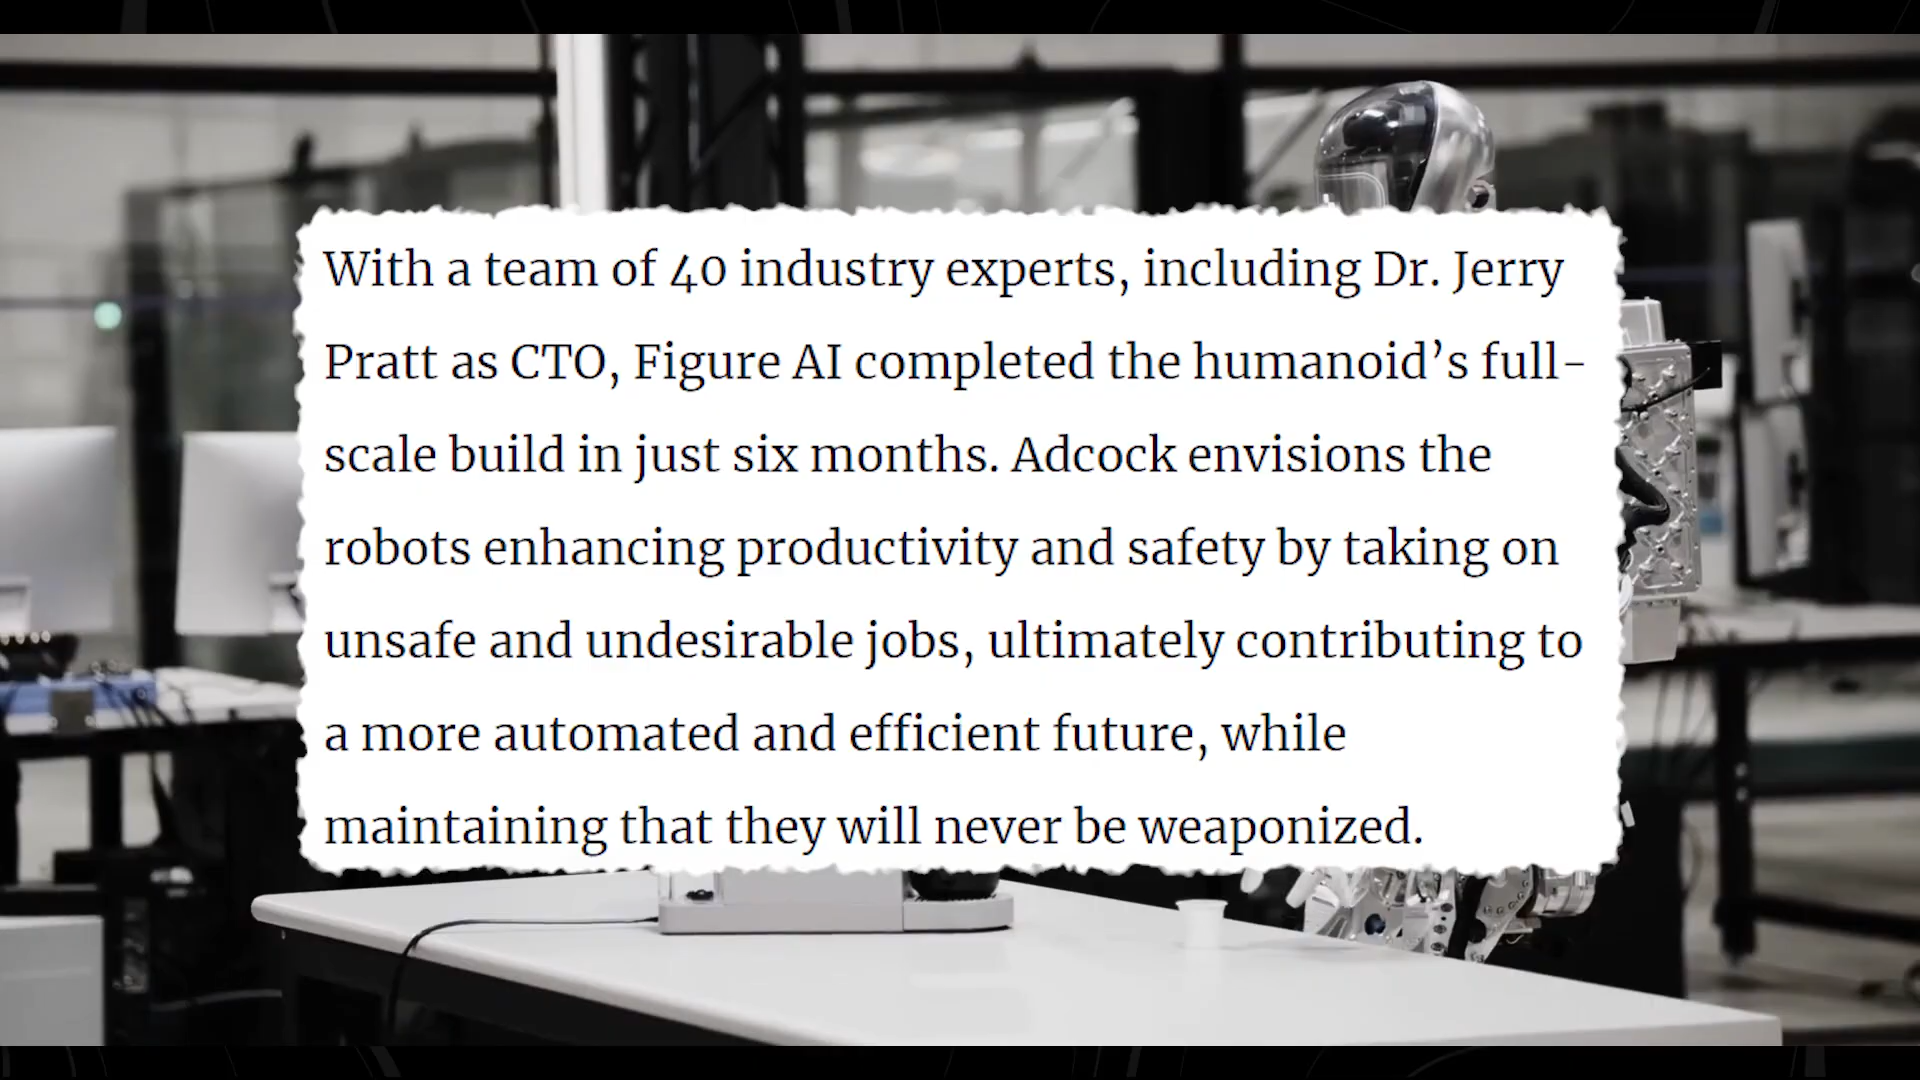 With a team of 40 industry experts, including Dr. Jerry
Pratt as CTO, Figure AI completed the humanoid’s full-
scale build in just six months. Adcock envisions the
robots enhancing productivity and safety by taking on
unsafe and undesirable jobs, ultimately contributing to
a more automated and efficient future, while
maintaining that they will never be weaponized.